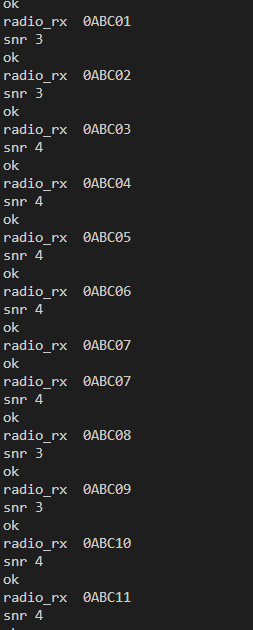 ok
radio_rx  0ABC01
snr 3
ok
radio_rx  0ABC02
snr 3
ok
radio_rx  0ABC03
snr 4
ok
radio_rx  0ABC04
snr 4
ok
radio_rx  0ABC05
snr 4
ok
radio_rx  0ABC06
snr 4
ok
radio_rx  0ABC07
ok
radio_rx  0ABC07
snr 4
ok
radio_rx  0ABC08
snr 3
ok
radio_rx  0ABC09
snr 3
ok
radio_rx  0ABC10
snr 4
ok
radio_rx  0ABC11
snr 4